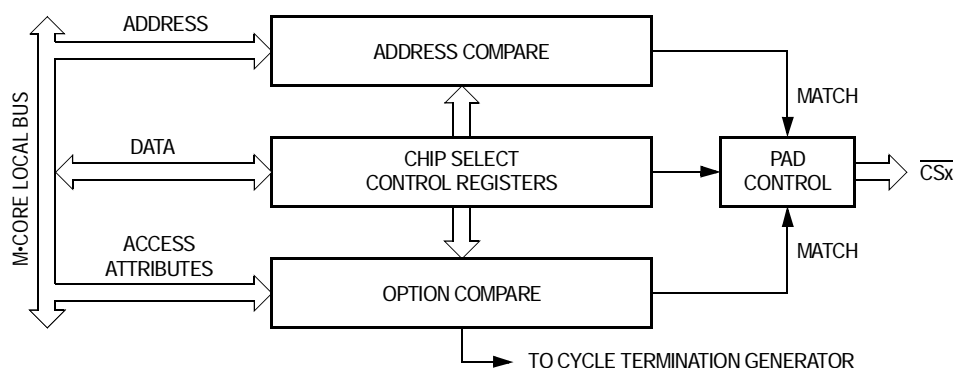 ADDRESS
ADDRESS COMPARE
MATCH
M•CORE LOCAL BUS
DATA
CHIP SELECT
CONTROL REGISTERS
PAD
CONTROL
CSx
ACCESS
ATTRIBUTES
MATCH
OPTION COMPARE
TO CYCLE TERMINATION GENERATOR